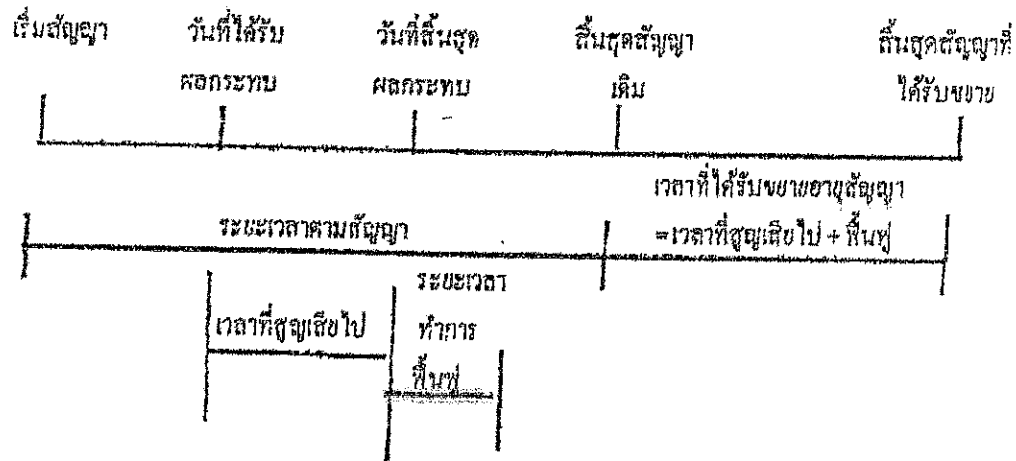 เริ่มสัญญา
วันที่ได้รับ
ผลกระทบ
วันที่สิ้นสุด
ผลกระทบ
สิ้นสุดสัญญา
เดิม
สิ้นสุดสัญญาที่
ได้รับขยาย
ระยะเวลาตามสัญญา
เวลาที่ได้รับขยายอายุสัญญา
=เวลาที่สูญเสียไป + ฟื้นฟู
เวลาที่สูญเสียไป
ระยะเวลา
ทำการ
ฟื้นฟู